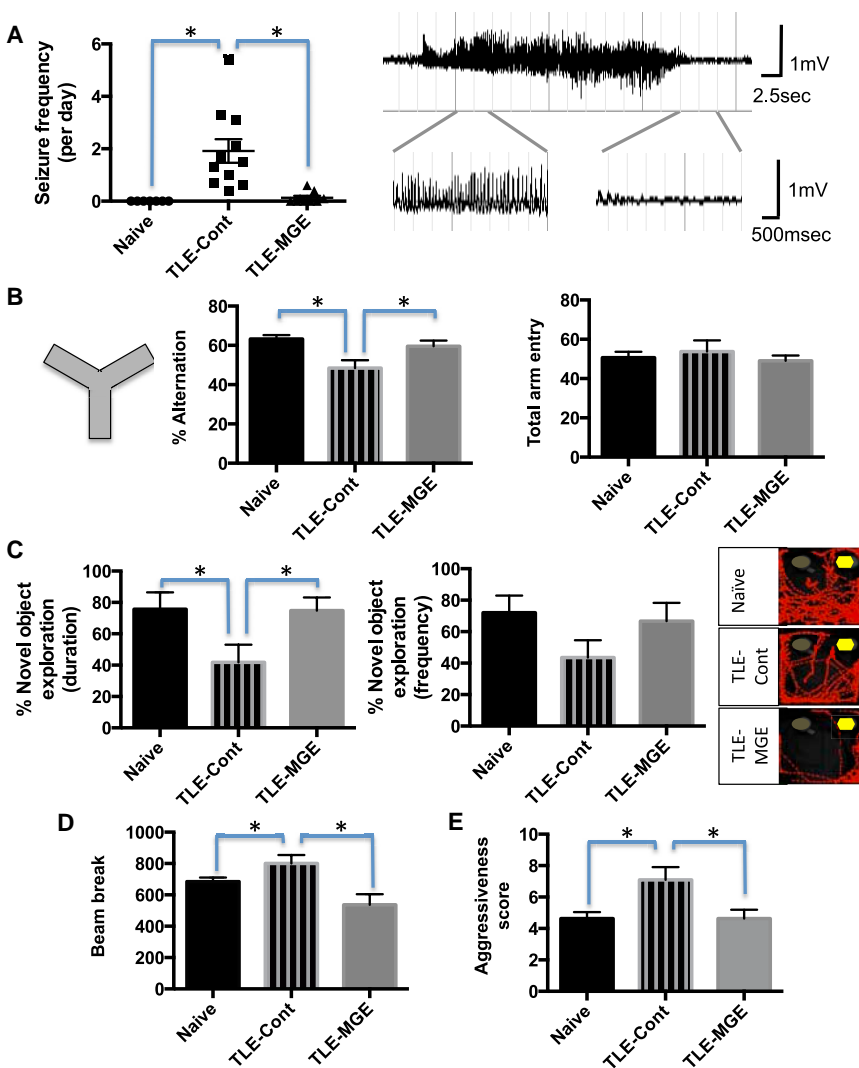 A
Seizure frequency
(per day)
6
4
2
0
*
*
Naive
TLE-Cont
TLE-MGE
1mV
2.5sec
1mV
500msec
B
% Alternation
80
60
40
20
0
*
*
Naive
TLE-Cont
TLE-MGE
Total arm entry
80
60
40
20
0
Naive
TLE-Cont
TLE-MGE
C
% Novel object
exploration
(duration)
100
80
60
40
20
0
*
*
Naive
TLE-Cont
TLE-MGE
% Novel object
exploration
(frequency)
100
80
60
40
20
0
Naive
TLE-Cont
TLE-MGE
Naïve
TLE-
Cont
TLE-
MGE
D
Beam break
1000
800
600
400
200
0
*
*
Naive
TLE-Cont
TLE-MGE
E
Aggressiveness
score
10
8
6
4
2
0
*
*
Naive
TLE-Cont
TLE-MGE